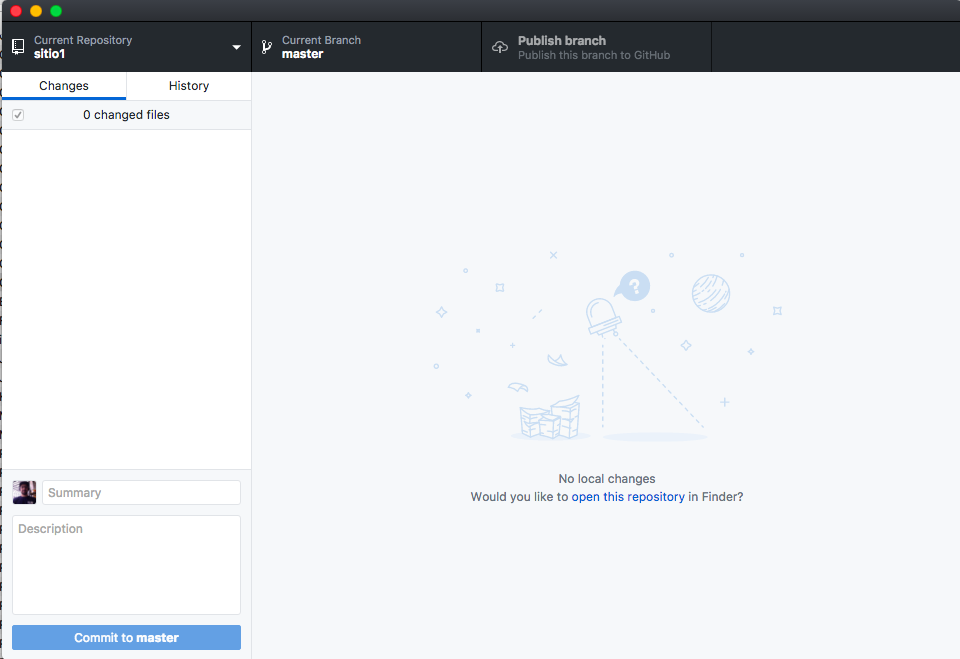 Current Repository
sitio1
Current Branch
master
Publish branch
Publish this branch to GitHub
Changes
History
0 changed files
?
No local changes
Would you like to open this repository in Finder?
Summary
Description
Commit to master